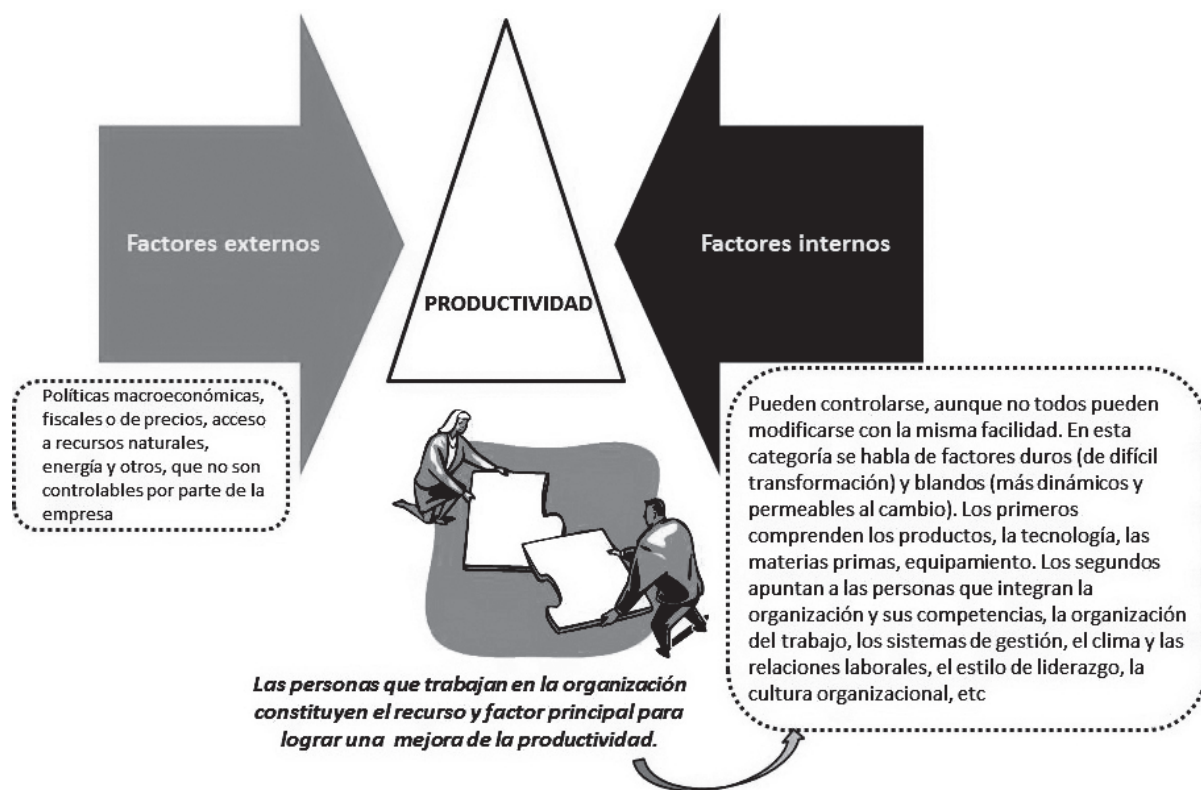 Factores externos
PRODUCTIVIDAD
Factores internos
Políticas macroeconómicas,
fiscales o de precios, acceso
a recursos naturales,
energía y otros, que no son
controlables por parte de la
empresa
Pueden controlarse, aunque no todos pueden
modificarse con la misma facilidad. En esta
categoría se habla de factores duros (de difícil
transformación) y blandos (más dinámicos y
permeables al cambio). Los primeros
comprenden los productos, la tecnología, las
materias primas, equipamiento. Los segundos
apuntan a las personas que integran la
organización y sus competencias, la organización
del trabajo, los sistemas de gestión, el clima y las
relaciones laborales, el estilo de liderazgo, la
cultura organizacional, etc
Las personas que trabajan en la organización
constituyen el recurso y factor principal para
lograr una mejora de la productividad.